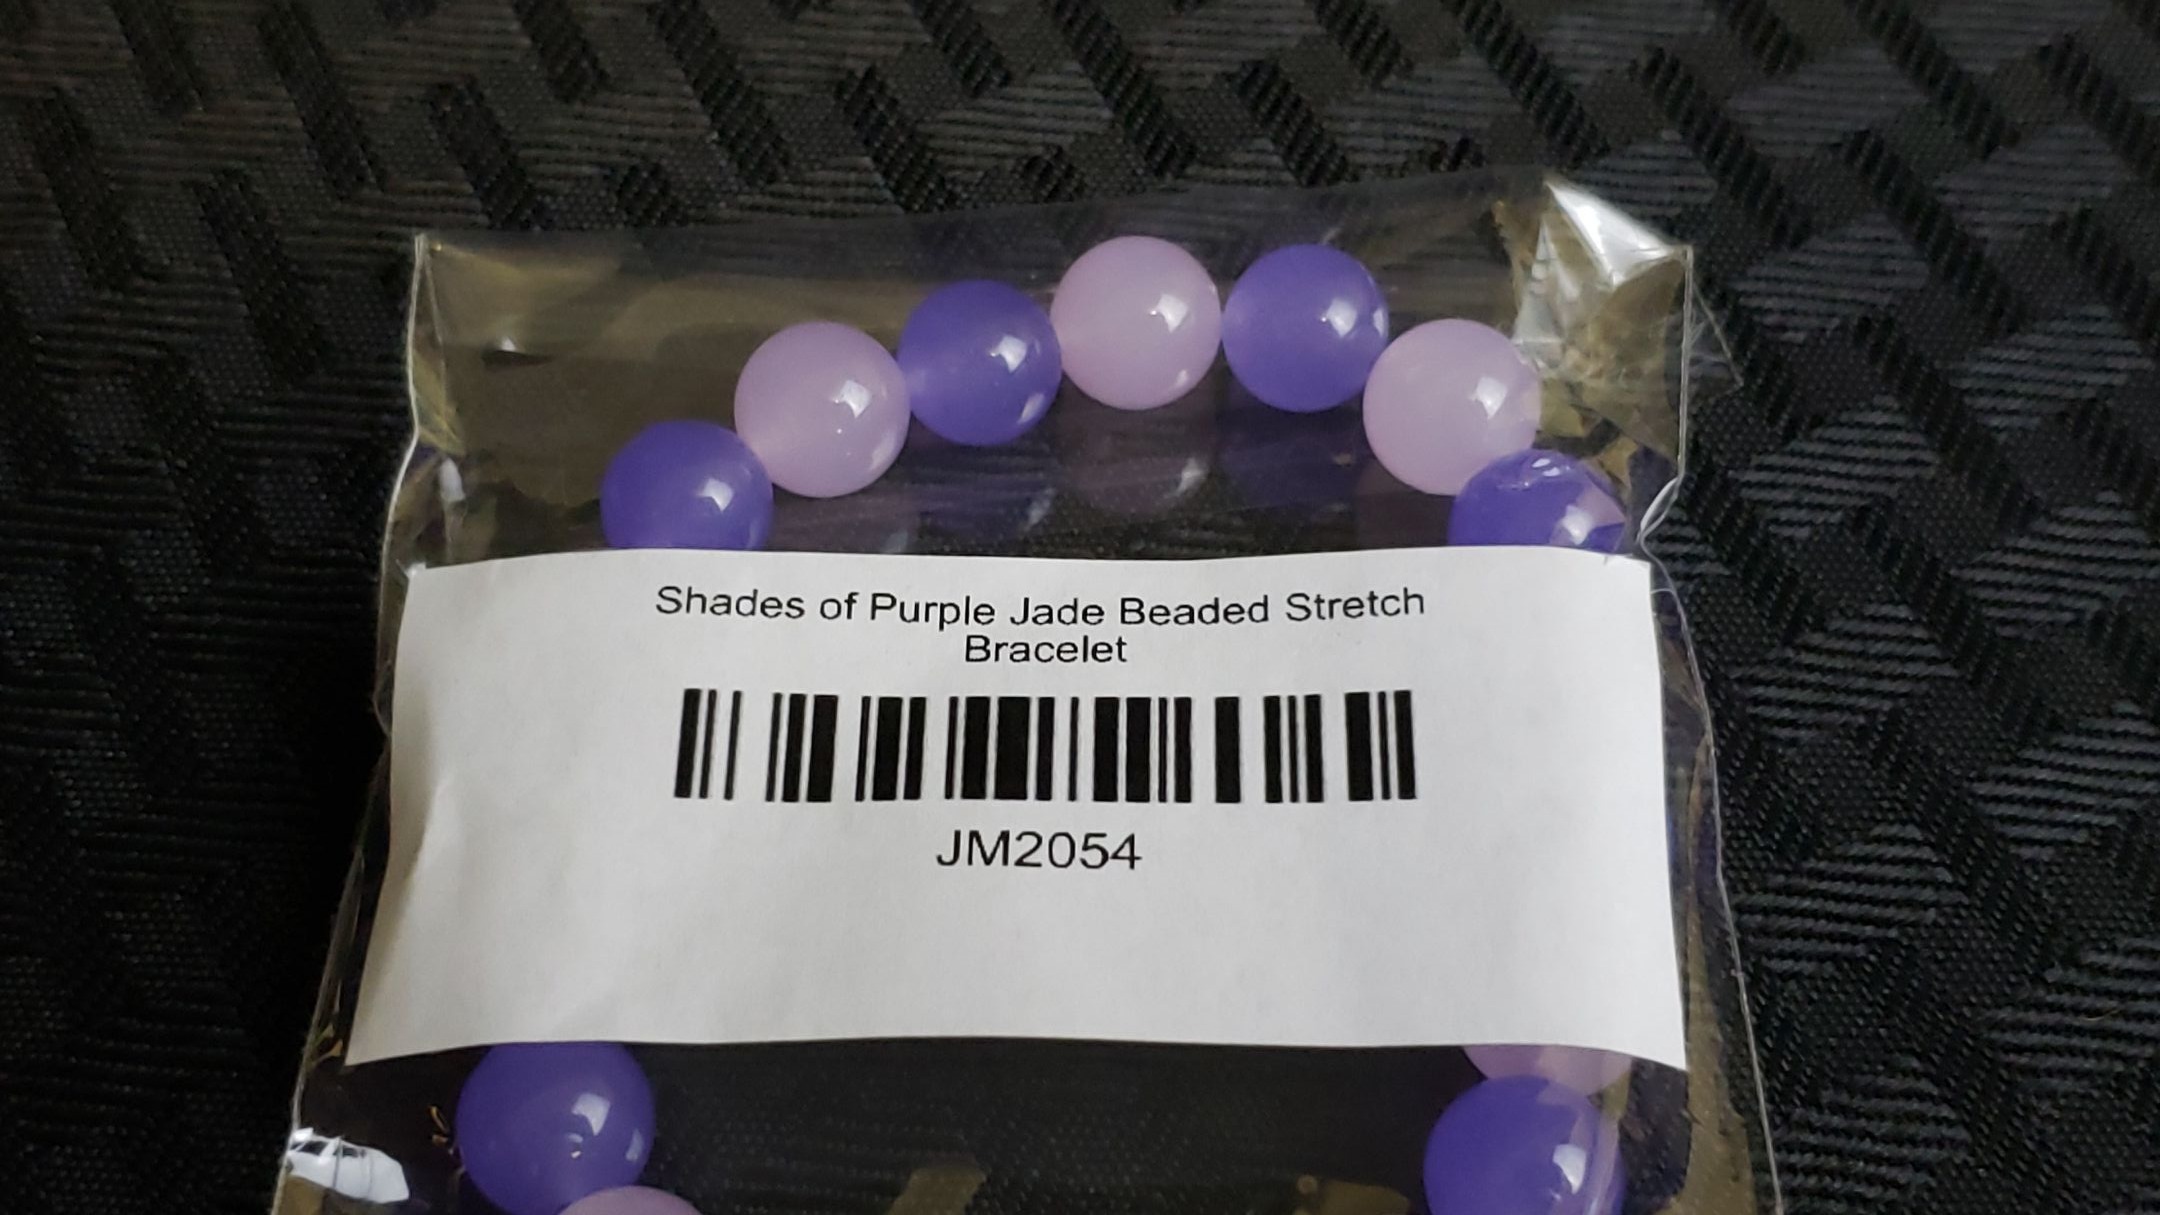 Shades of Purple Jade Beaded Stretch
Bracelet
JM2054